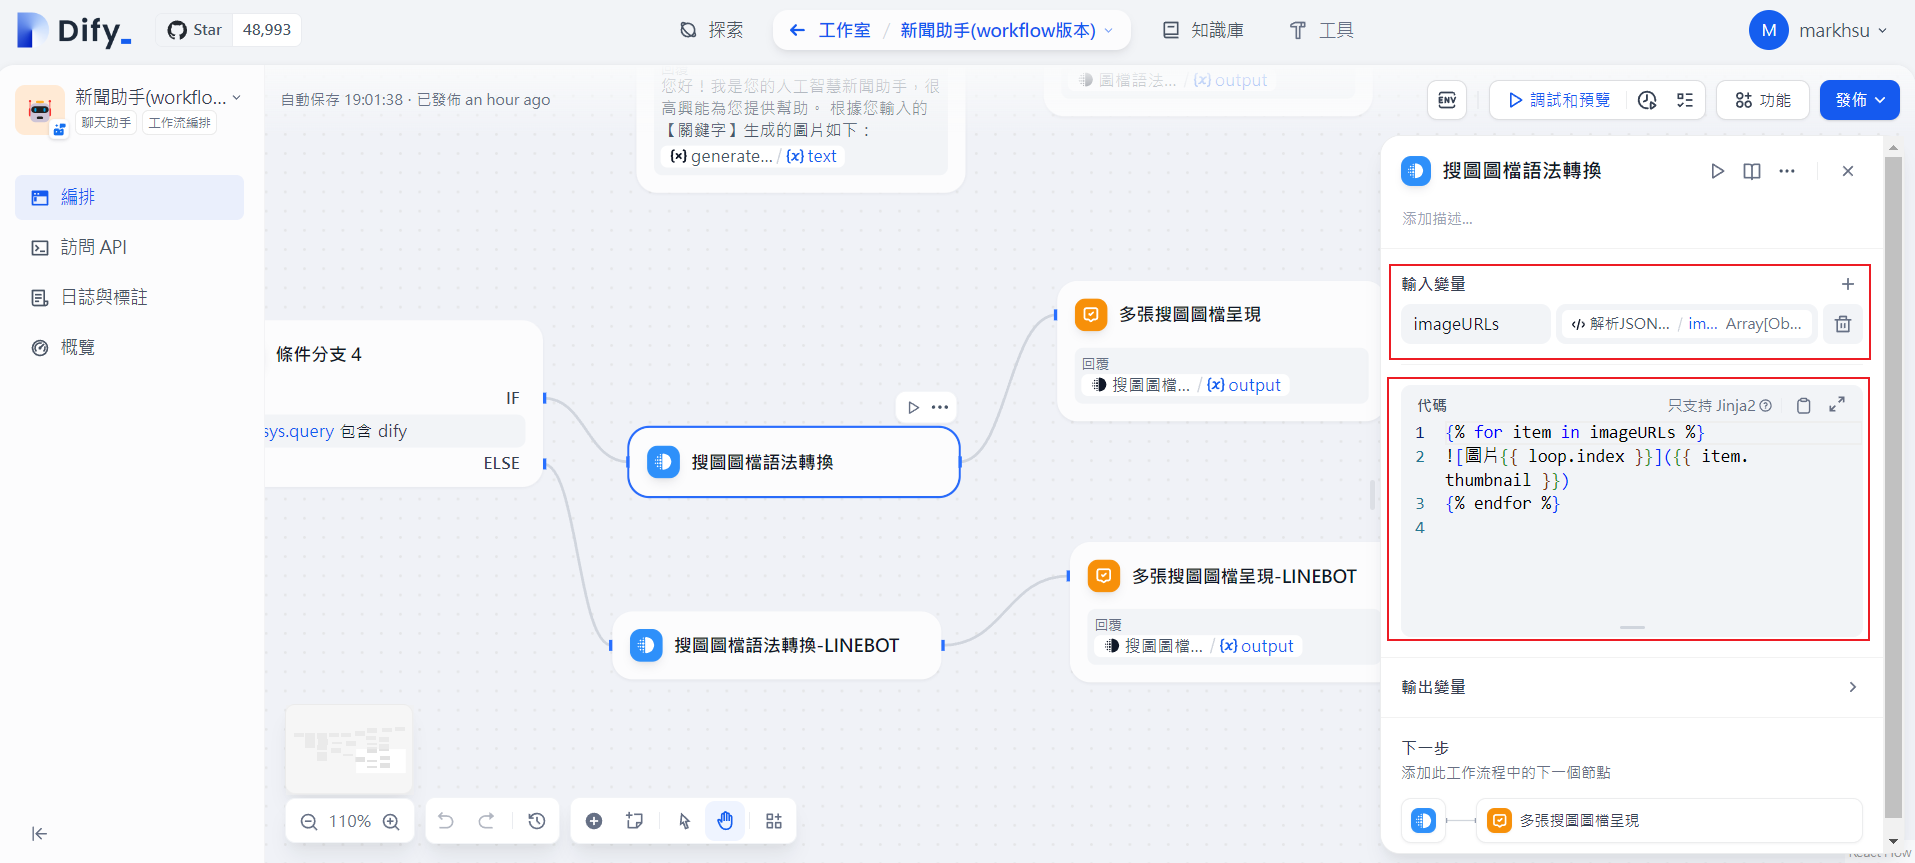 Dify_
Star 48,993
探索
工作室 / 新聞助手(workflow版本)
知識庫
工具
M markhsu
新聞助手(workflo...
聊天助手 工作流編排
編排
訪問 API
日誌與標註
概覽
自動保存 19:01:38 · 已發佈 an hour ago
ENV
調試和預覽
功能
發佈
回覆
您好！我是您的人工智慧新聞助手，很
高興能為您提供幫助。 根據您輸入的
【關鍵字】生成的圖片如下：
{x} generate... / {x} text
圖檔語法... / {x} output
條件分支 4
IF
sys.query 包含 dify
ELSE
搜圖圖檔語法轉換
搜圖圖檔語法轉換-LINEBOT
多張搜圖圖檔呈現
回覆
搜圖圖檔... / {x} output
多張搜圖圖檔呈現-LINEBOT
回覆
搜圖圖檔... / {x} output
110%
搜圖圖檔語法轉換
添加描述...
輸入變量
imageURLs
解析JSON... / im... Array[Ob...
代碼
只支持 Jinja2
1 {% for item in imageURLs %}
2 ![圖片{{ loop.index }}]({{ item.
thumbnail }})
3 {% endfor %}
4
輸出變量
下一步
添加此工作流程中的下一個節點
多張搜圖圖檔呈現
React Flow